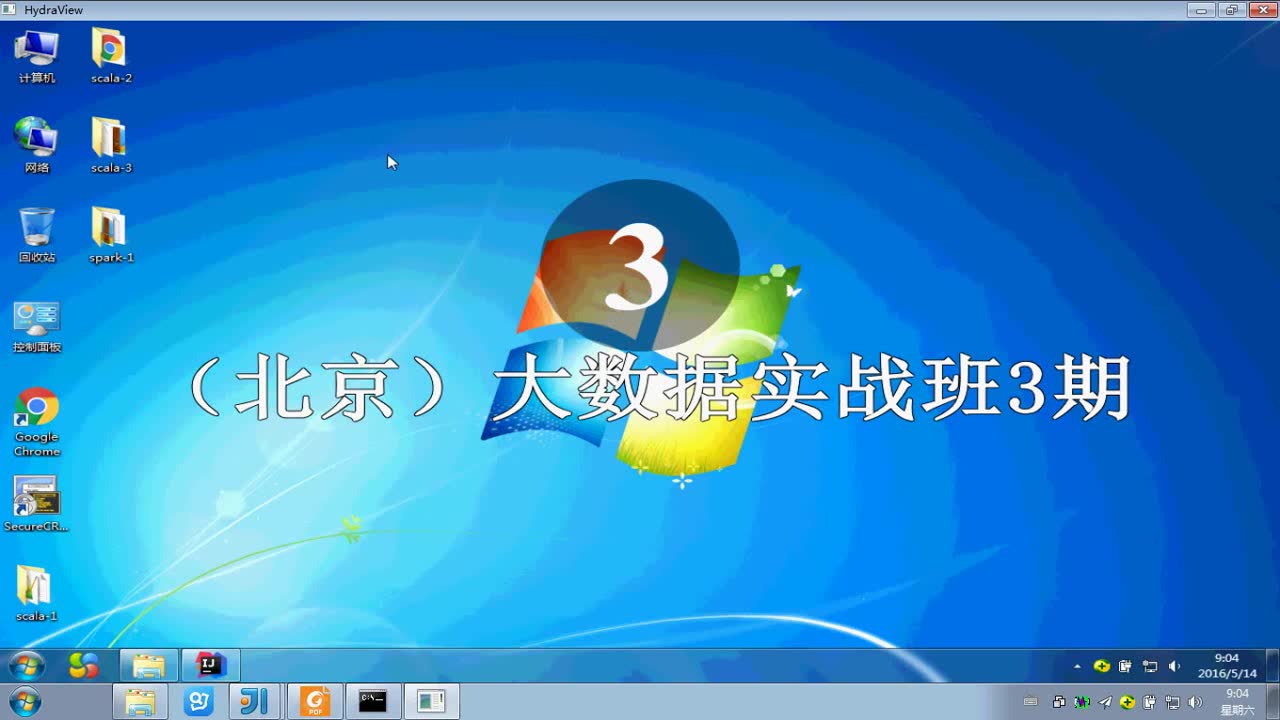 HydraView
计算机
scala-2
网络
scala-3
回收站
spark-1
控制面板
Google
Chrome
SecureCR...
scala-1
3
（北京）大数据实战班3期
IJ
9:04
2016/5/14
PDF
C:\
9:04
星期六